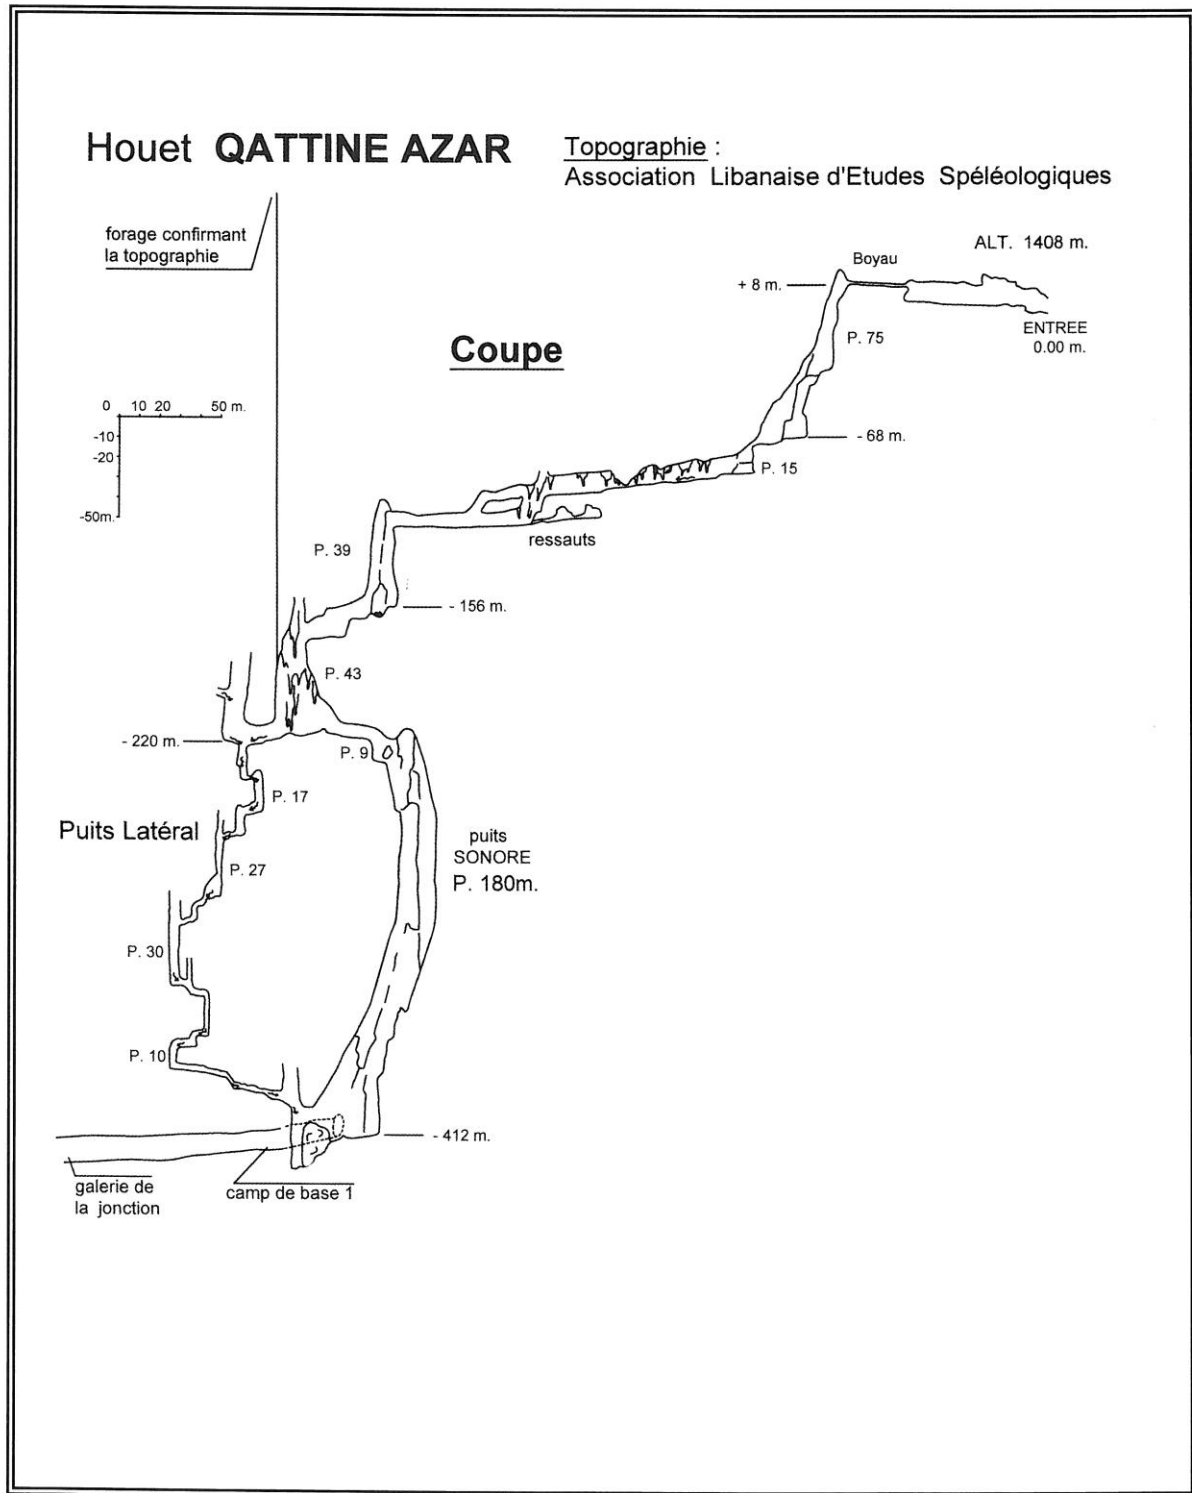 Houet QATTINE AZAR
Topographie :
Association Libanaise d'Etudes Spéléologiques
forage confirmant
la topographie
ALT. 1408 m.
Boyau
+ 8 m.
ENTREE
0.00 m.
P. 75
Coupe
0 10 20 50 m.
-10
-20
-50m.
- 68 m.
P. 15
ressauts
P. 39
- 156 m.
P. 43
- 220 m.
P. 9
P. 17
Puits Latéral
puits
SONORE
P. 180m.
P. 27
P. 30
P. 10
- 412 m.
galerie de
la jonction
camp de base 1